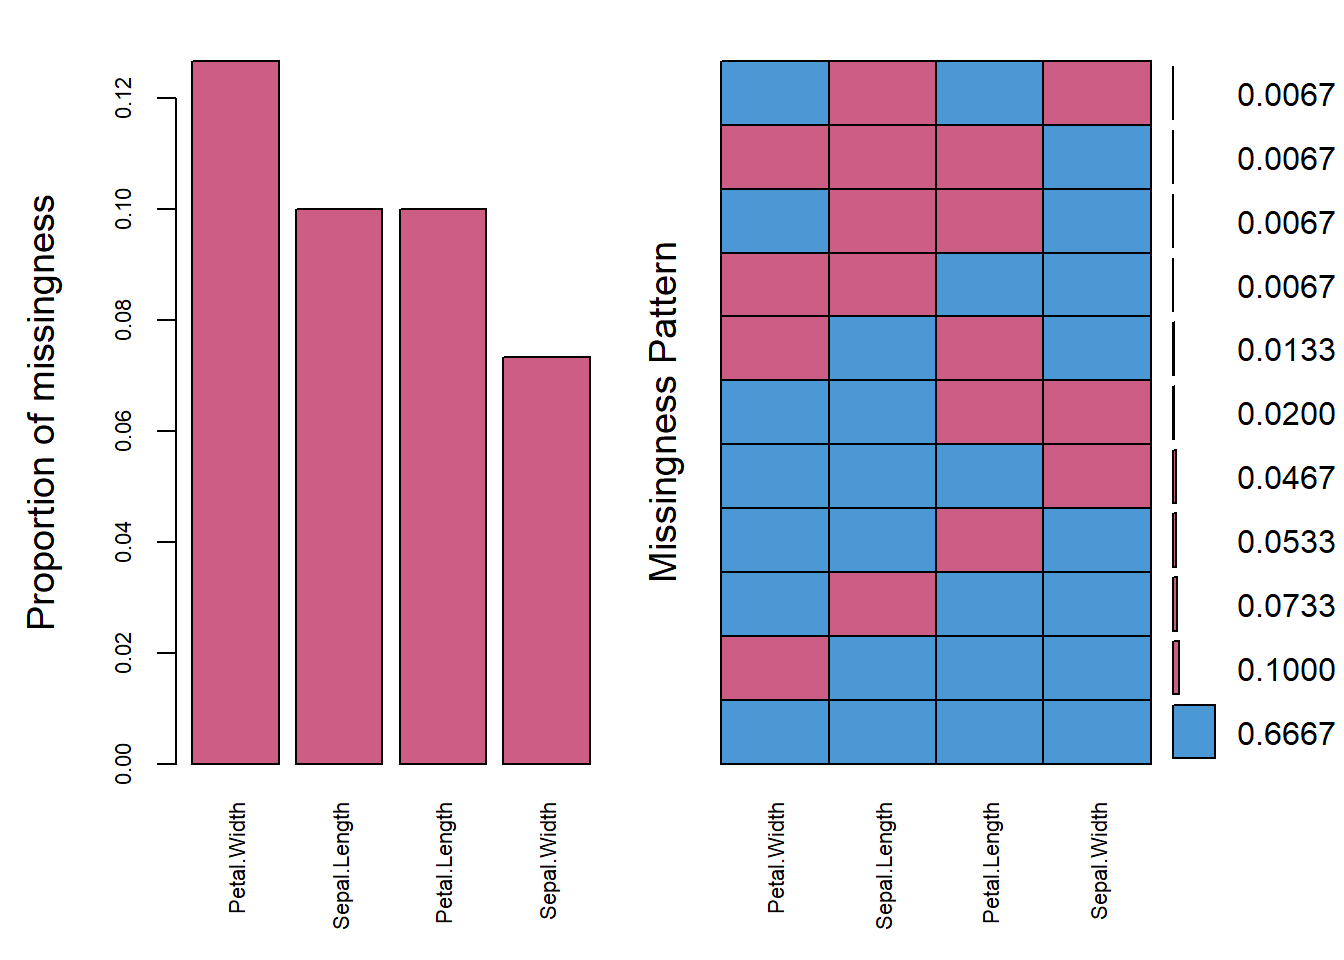 Proportion of missingness
0.12
0.10
0.08
0.06
0.04
0.02
0.00
Petal.Width
Sepal.Length
Petal.Length
Sepal.Width
Missingness Pattern
0.0067
0.0067
0.0067
0.0067
0.0133
0.0200
0.0467
0.0533
0.0733
0.1000
0.6667
Petal.Width
Sepal.Length
Petal.Length
Sepal.Width